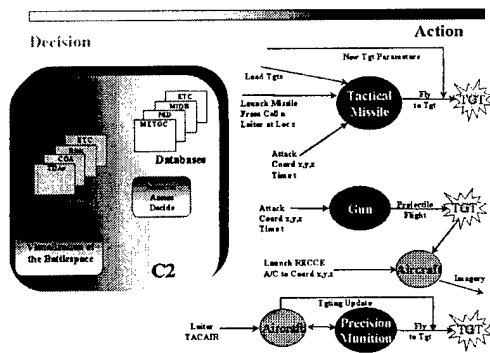 Decision
Action
ETC
MIDB
NID
METOC
Databases
ETC
COA
Assess
Decide
Visualization of
the Battlespace
C2
New Tgt Parameters
Load Tgts
Launch Missile
From Cell n
Loiter at Loc z
Attack
Coord x,y,z
Time t
Tactical
Missile
Fly
to Tgt
TGT
Attack
Coord x,y,z
Time t
Gun
Projectile
Flight
TGT
Launch RECCE
A/C to Coord x,y,z
Aircraft
Imagery
Tgting Update
Loiter
TACAIR
Aircraft
Precision
Munition
Fly
to Tgt
TGT